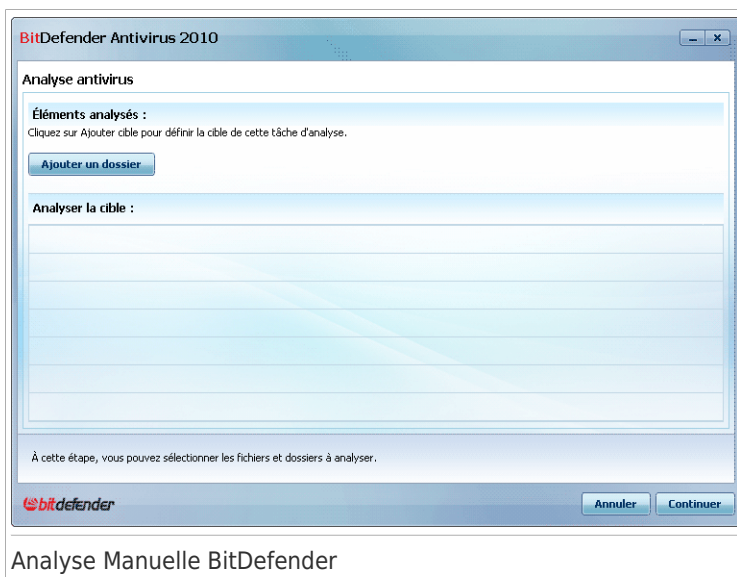 BitDefender Antivirus 2010
Analyse antivirus
Éléments analysés :
Cliquez sur Ajouter cible pour définir la cible de cette tâche d'analyse.
Ajouter un dossier
Analyser la cible :
À cette étape, vous pouvez sélectionner les fichiers et dossiers à analyser.
bitdefender
Annuler
Continuer
Analyse Manuelle BitDefender